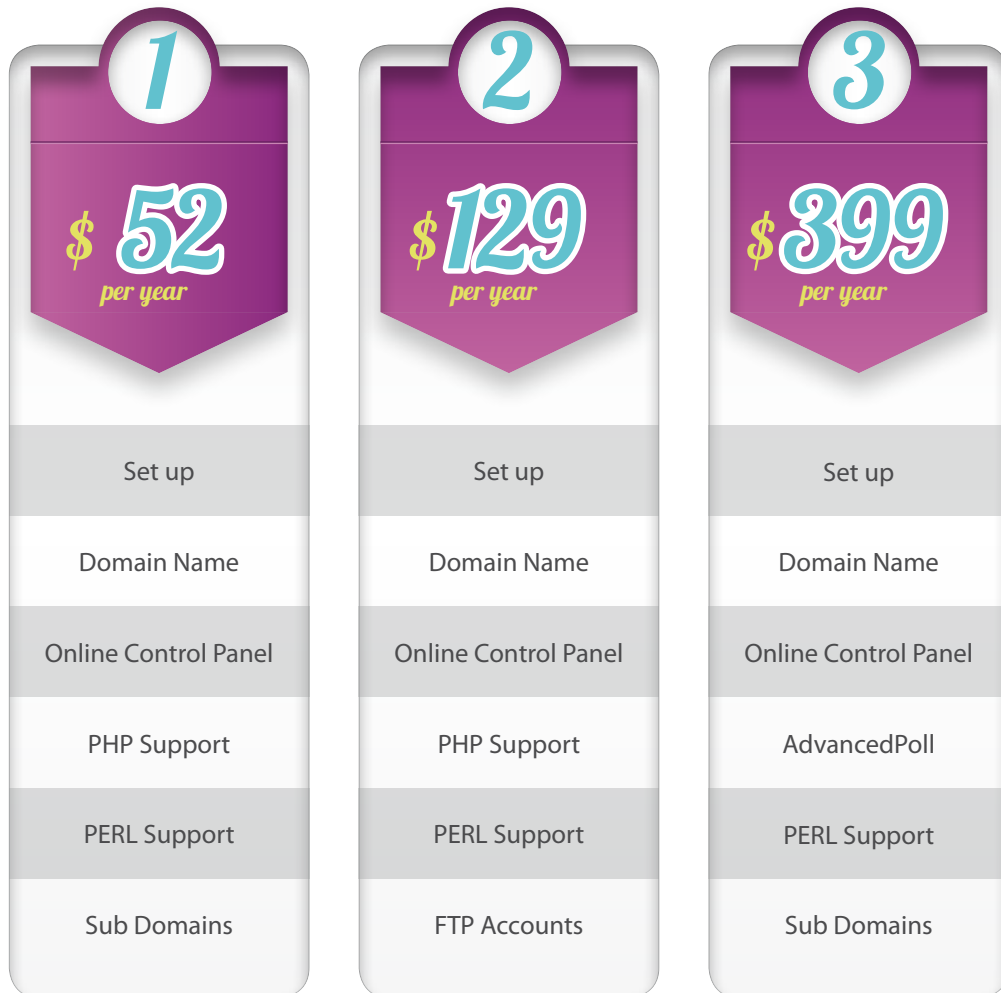 1
$ 52
per year
Set up
Domain Name
Online Control Panel
PHP Support
PERL Support
Sub Domains
2
$ 129
per year
Set up
Domain Name
Online Control Panel
PHP Support
PERL Support
FTP Accounts
3
$ 399
per year
Set up
Domain Name
Online Control Panel
AdvancedPoll
PERL Support
Sub Domains